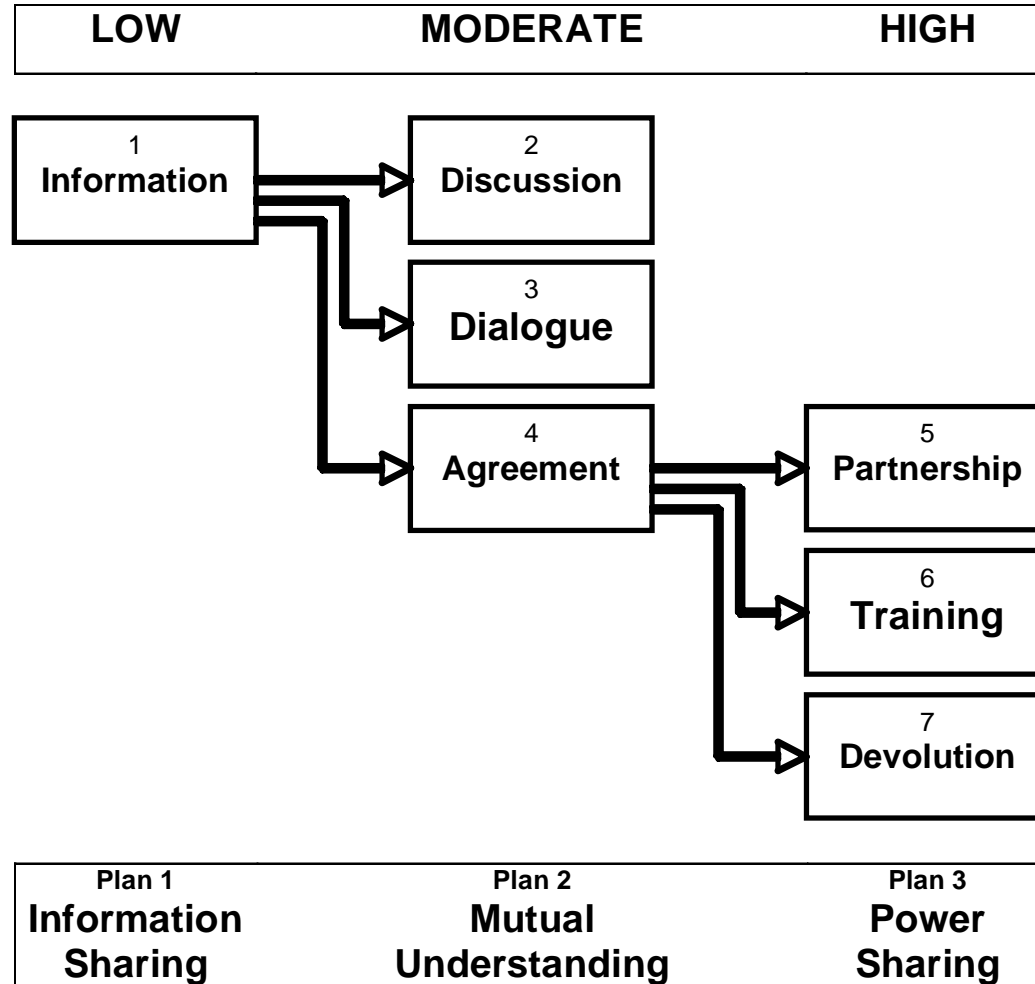 LOW MODERATE HIGH
1
Information
2
Discussion
3
Dialogue
4
Agreement
5
Partnership
6
Training
7
Devolution
Plan 1
Information
Sharing
Plan 2
Mutual
Understanding
Plan 3
Power
Sharing